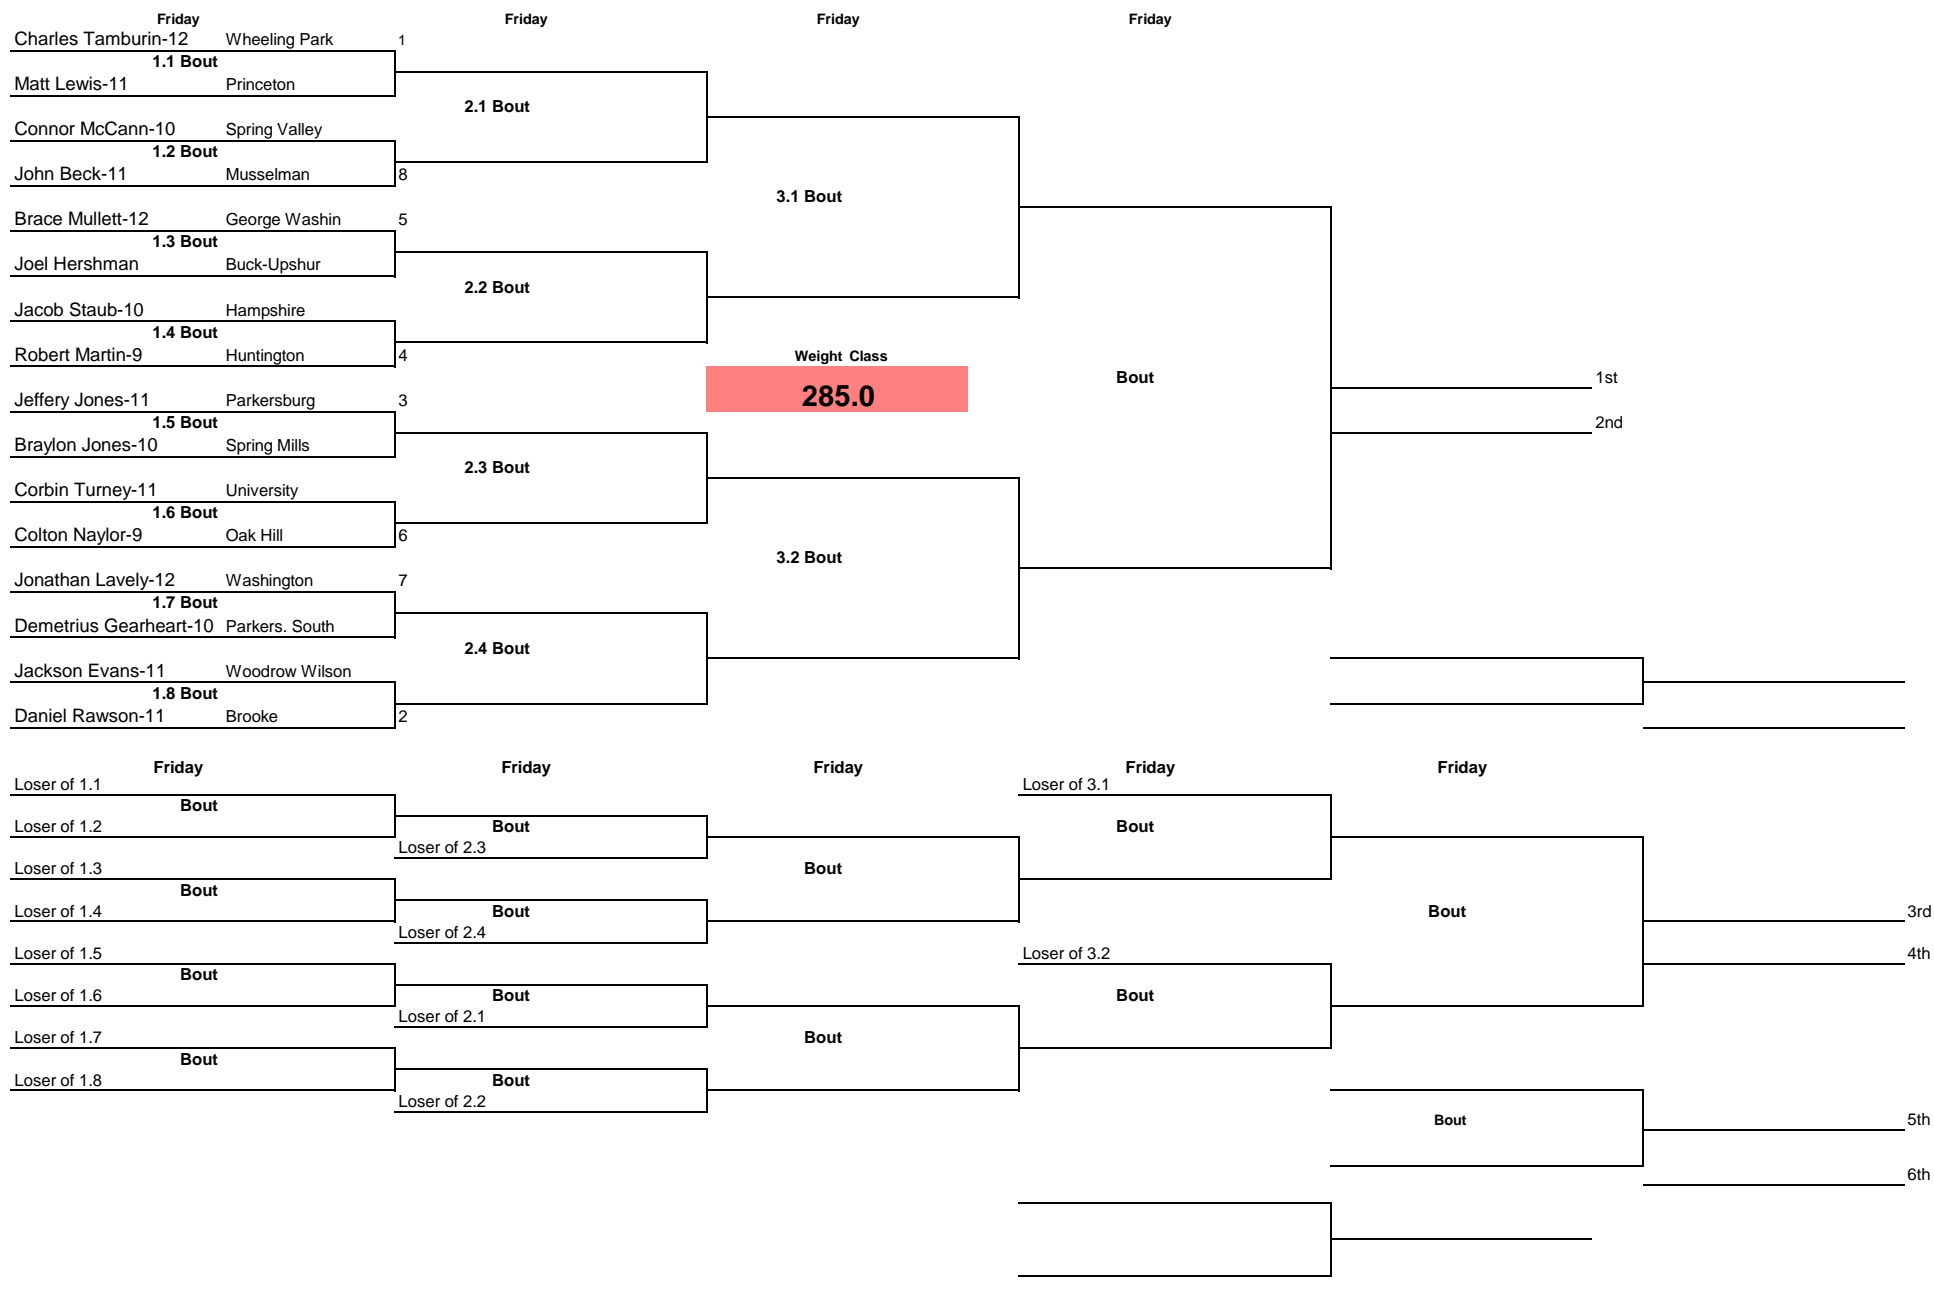 Friday Friday Friday Friday
Charles Tamburin-12 Wheeling Park 1
1.1 Bout
Matt Lewis-11 Princeton
2.1 Bout
Connor McCann-10 Spring Valley
1.2 Bout
John Beck-11 Musselman 8
3.1 Bout
Brace Mullett-12 George Washin 5
1.3 Bout
Joel Hershman Buck-Upshur
2.2 Bout
Jacob Staub-10 Hampshire
1.4 Bout
Robert Martin-9 Huntington 4 Weight Class
Bout 1st
285.0
Jeffery Jones-11 Parkersburg 3
1.5 Bout 2nd
Braylon Jones-10 Spring Mills
2.3 Bout
Corbin Turney-11 University
1.6 Bout
Colton Naylor-9 Oak Hill 6
3.2 Bout
Jonathan Lavely-12 Washington 7
1.7 Bout
Demetrius Gearheart-10 Parkers. South
2.4 Bout
Jackson Evans-11 Woodrow Wilson
1.8 Bout
Daniel Rawson-11 Brooke 2
Friday Friday Friday Friday Friday
Loser of 1.1 Loser of 3.1
Bout
Loser of 1.2 Bout Bout
Loser of 2.3
Loser of 1.3 Bout
Bout
Loser of 1.4 Bout Bout 3rd
Loser of 2.4
Loser of 1.5 Loser of 3.2 4th
Bout
Loser of 1.6 Bout Bout
Loser of 2.1
Loser of 1.7 Bout
Bout
Loser of 1.8 Bout
Loser of 2.2
Bout 5th
6th